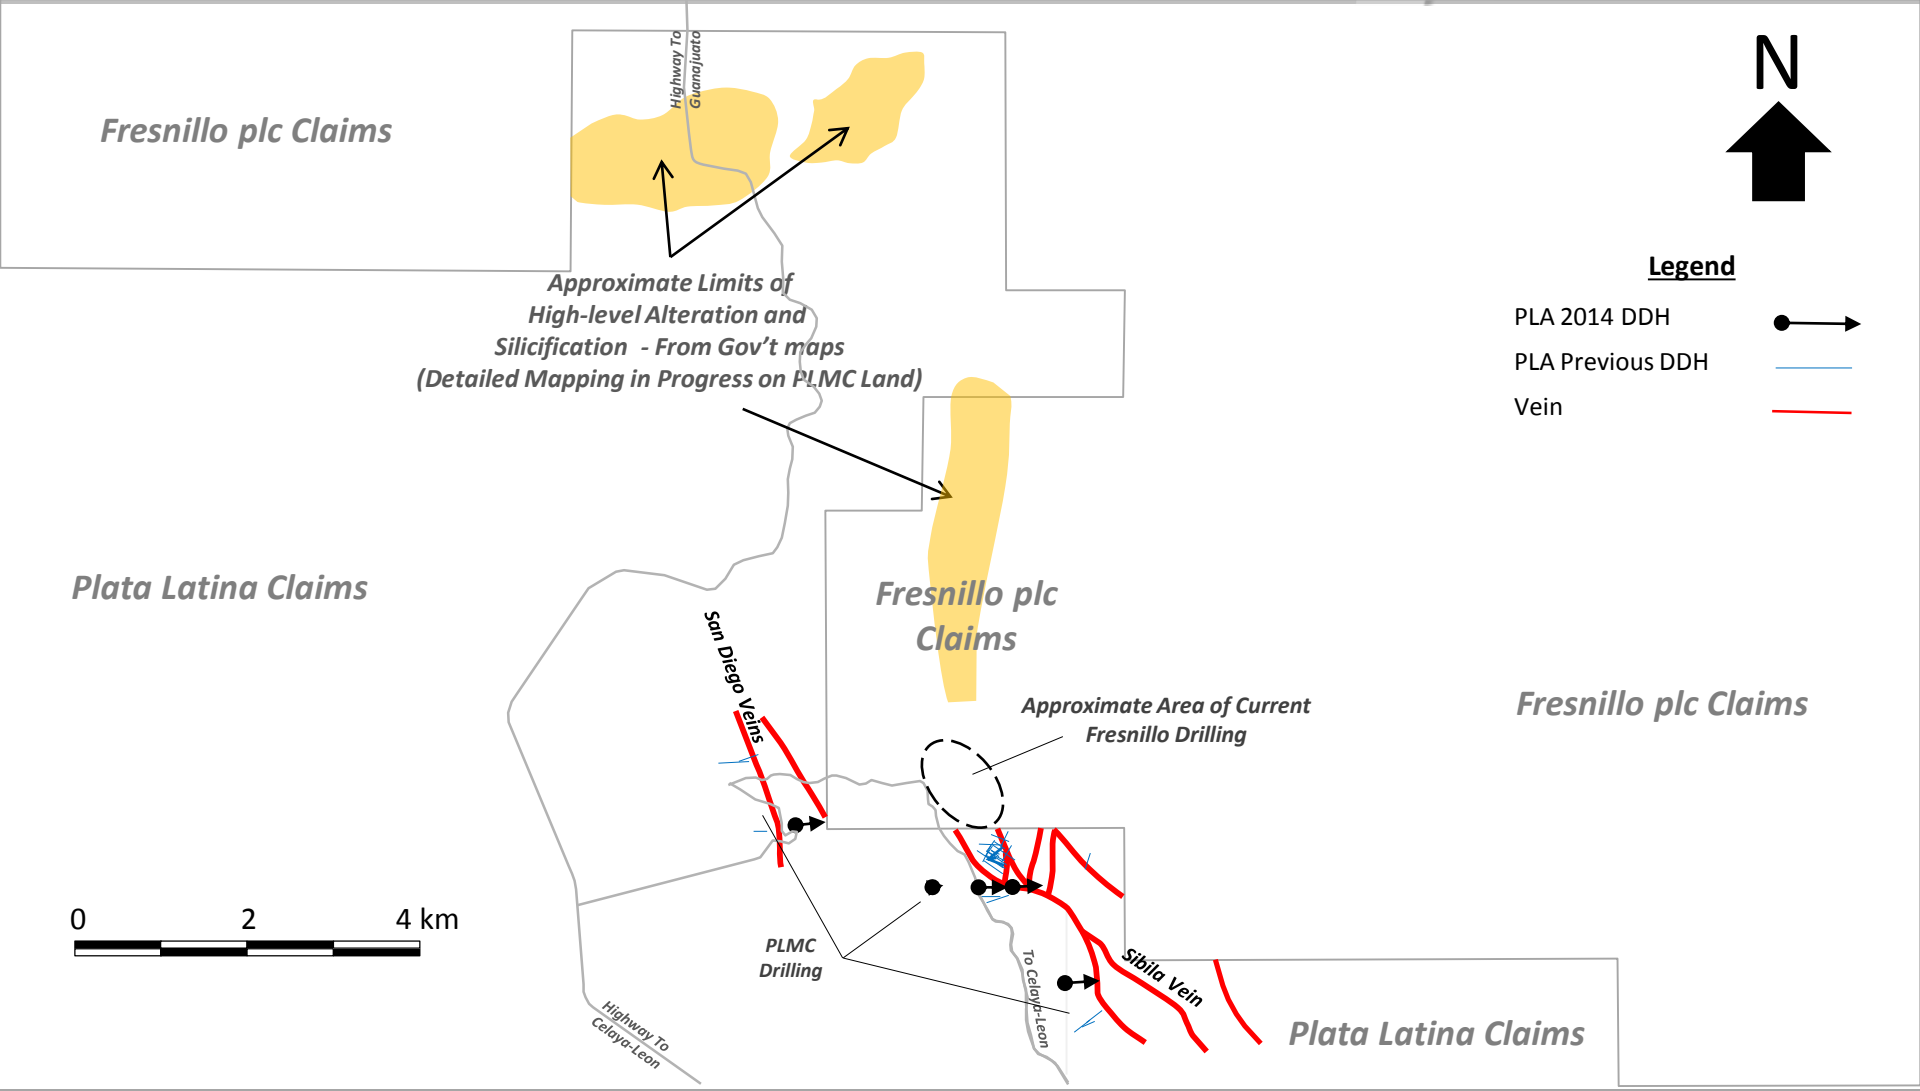 Highway To
Guanajuato
N
Fresnillo plc Claims
Legend
Approximate Limits of
High-level Alteration and
Silicification - From Gov't maps
(Detailed Mapping in Progress on PLMC Land)
PLA 2014 DDH
PLA Previous DDH
Vein
Plata Latina Claims
Fresnillo plc
Claims
San Diego Veins
Approximate Area of Current
Fresnillo Drilling
Fresnillo plc Claims
0 2 4 km
PLMC
Drilling
To Celaya-Leon
Sibila Vein
Highway To
Celaya-Leon
Plata Latina Claims